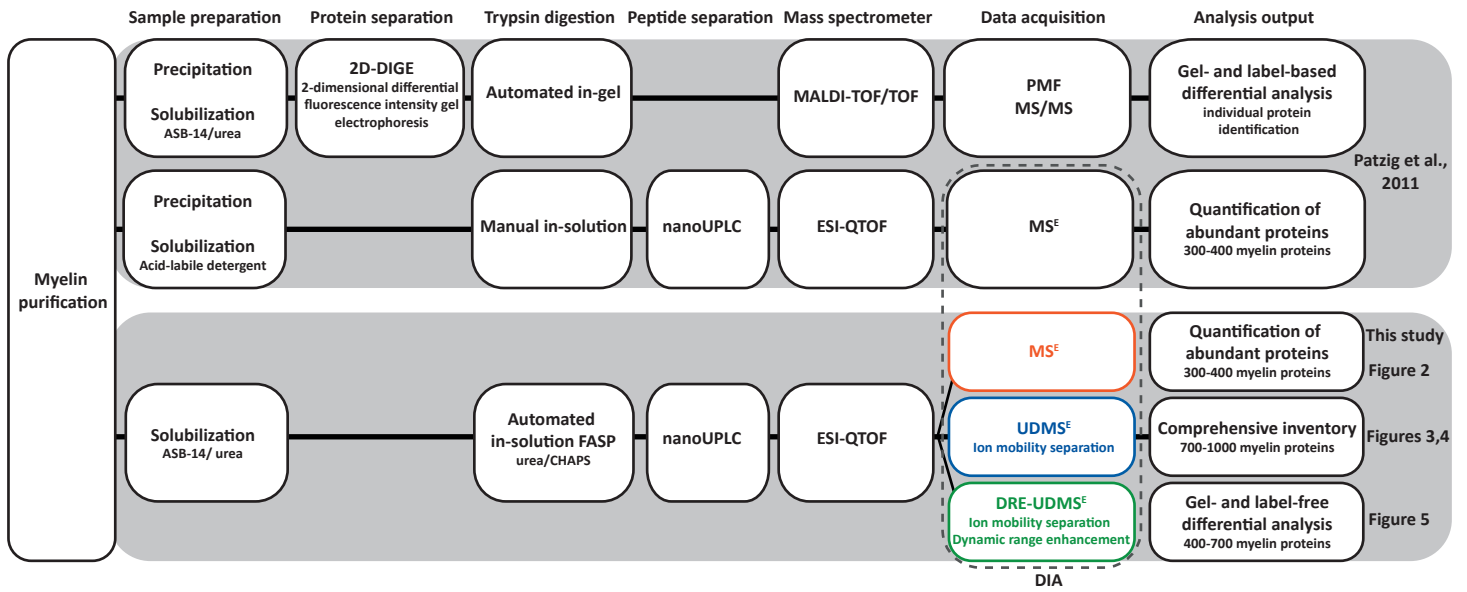 Sample preparation
Protein separation
Trypsin digestion
Peptide separation
Mass spectrometer
Data acquisition
Analysis output
Myelin
purification
Precipitation
Solubilization
ASB-14/urea
2D-DIGE
2-dimensional differential
fluorescence intensity gel
electrophoresis
Automated in-gel
MALDI-TOF/TOF
PMF
MS/MS
Gel- and label-based
differential analysis
individual protein
identification
Patzig et al.,
2011
Precipitation
Solubilization
Acid-labile detergent
Manual in-solution
nanoUPLC
ESI-QTOF
MSᴱ
Quantification of
abundant proteins
300-400 myelin proteins
Solubilization
ASB-14/ urea
Automated
in-solution FASP
urea/CHAPS
nanoUPLC
ESI-QTOF
MSᴱ
Quantification of
abundant proteins
300-400 myelin proteins
This study
Figure 2
UDMSᴱ
Ion mobility separation
Comprehensive inventory
700-1000 myelin proteins
Figures 3,4
DRE-UDMSᴱ
Ion mobility separation
Dynamic range enhancement
Gel- and label-free
differential analysis
400-700 myelin proteins
Figure 5
DIA